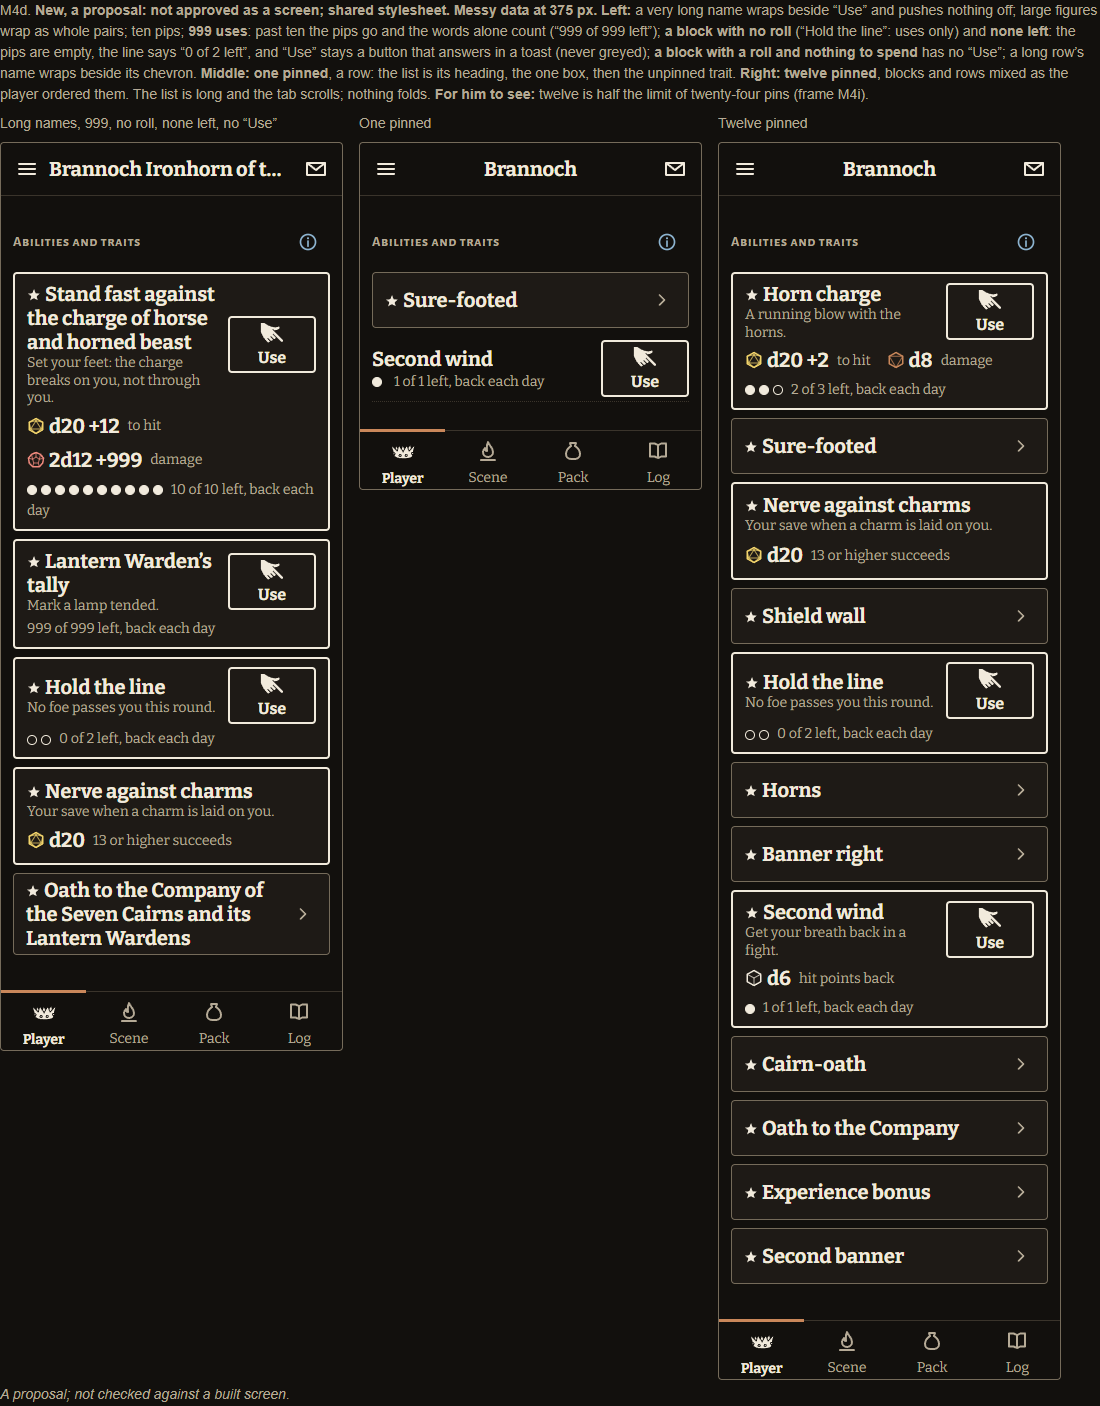 M4d. New, a proposal: not approved as a screen; shared stylesheet. Messy data at 375 px. Left: a very long name wraps beside “Use” and pushes nothing off; large figures
wrap as whole pairs; ten pips; 999 uses: past ten the pips go and the words alone count (“999 of 999 left”); a block with no roll (“Hold the line”: uses only) and none left: the
pips are empty, the line says “0 of 2 left”, and “Use” stays a button that answers in a toast (never greyed); a block with a roll and nothing to spend has no “Use”; a long row’s
name wraps beside its chevron. Middle: one pinned, a row: the list is its heading, the one box, then the unpinned trait. Right: twelve pinned, blocks and rows mixed as the
player ordered them. The list is long and the tab scrolls; nothing folds. For him to see: twelve is half the limit of twenty-four pins (frame M4i).
Long names, 999, no roll, none left, no “Use”
Brannoch Ironhorn of t...
Abilities and traits
Stand fast against
the charge of horse
and horned beast
Set your feet: the charge
breaks on you, not through
you.
Use
d20 +12 to hit
2d12 +999 damage
10 of 10 left, back each
day
Lantern Warden’s
tally
Mark a lamp tended.
999 of 999 left, back each day
Use
Hold the line
No foe passes you this round.
Use
0 of 2 left, back each day
Nerve against charms
Your save when a charm is laid on you.
d20 13 or higher succeeds
Oath to the Company of
the Seven Cairns and its
Lantern Wardens
Player Scene Pack Log
One pinned
Brannoch
Abilities and traits
Sure-footed
Second wind
1 of 1 left, back each day
Use
Player Scene Pack Log
Twelve pinned
Brannoch
Abilities and traits
Horn charge
A running blow with the
horns.
Use
d20 +2 to hit d8 damage
2 of 3 left, back each day
Sure-footed
Nerve against charms
Your save when a charm is laid on you.
d20 13 or higher succeeds
Shield wall
Hold the line
No foe passes you this round.
Use
0 of 2 left, back each day
Horns
Banner right
Second wind
Get your breath back in a
fight.
Use
d6 hit points back
1 of 1 left, back each day
Cairn-oath
Oath to the Company
Experience bonus
Second banner
Player Scene Pack Log
A proposal; not checked against a built screen.